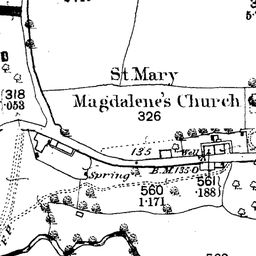 St. Mary
318
·053
Magdalene's Church
326
135
Well
B.M.135·0
Spring
560
1·171
561
·188
F.P.